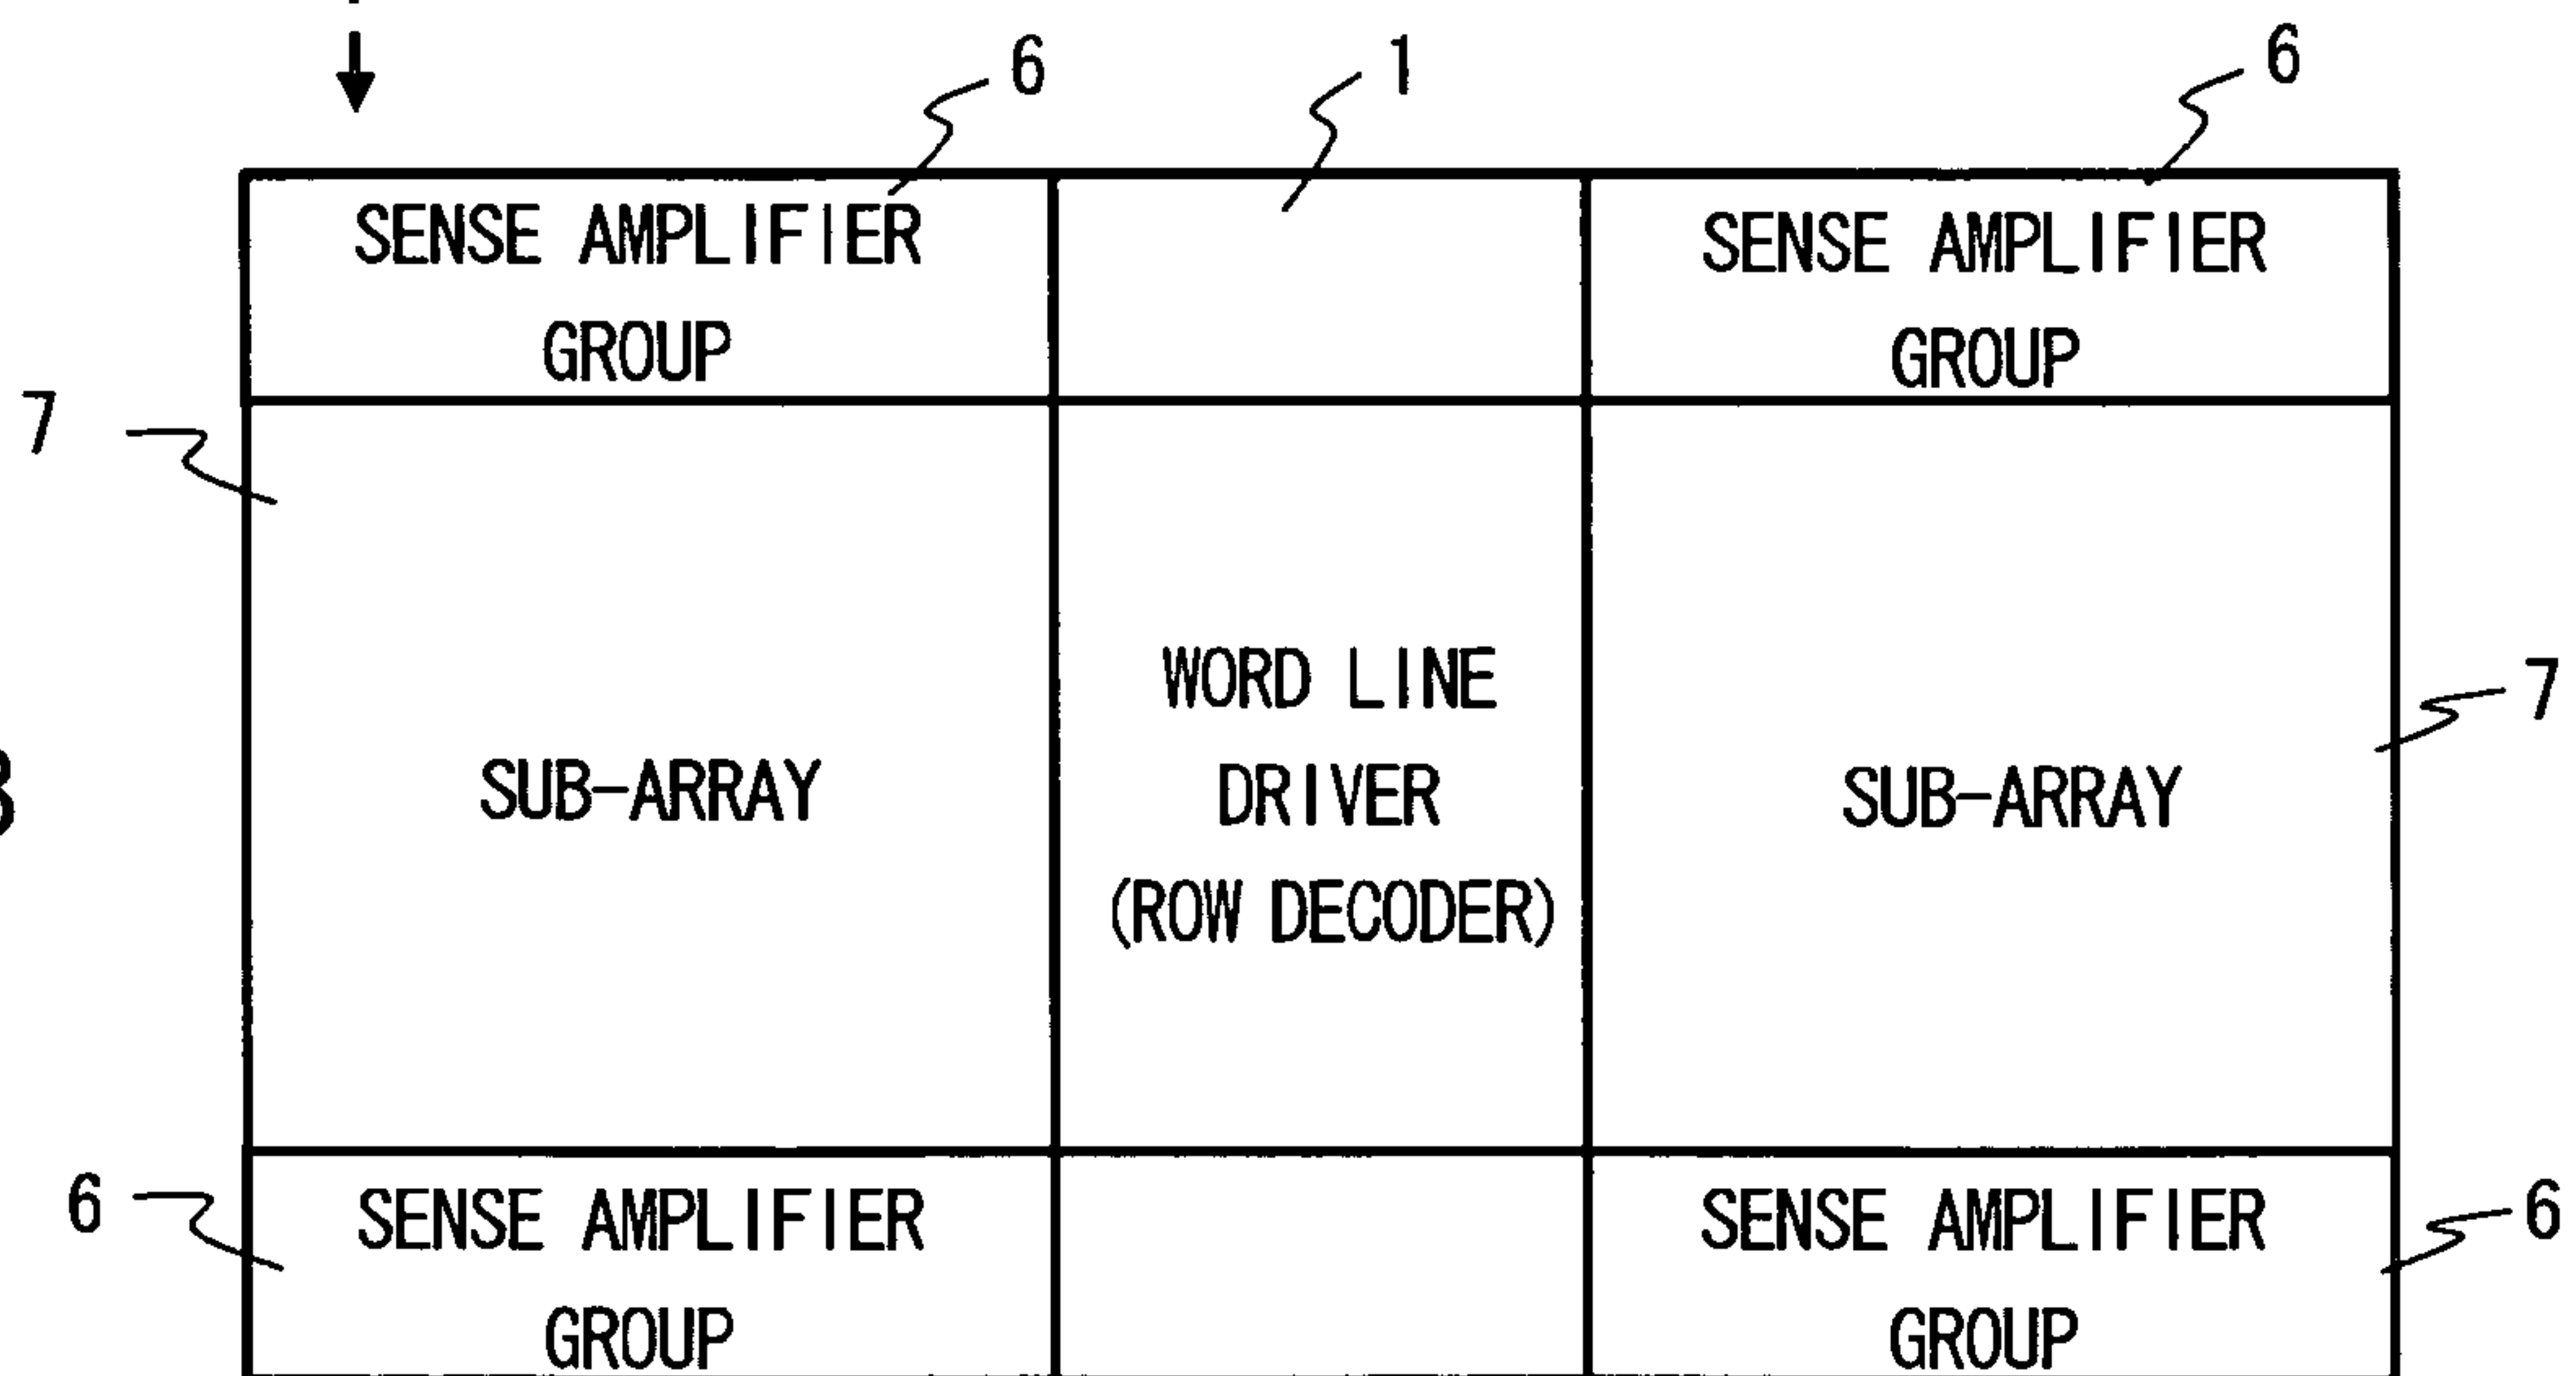 6
1
6
SENSE AMPLIFIER
GROUP
SENSE AMPLIFIER
GROUP
7
SUB-ARRAY
WORD LINE
DRIVER
(ROW DECODER)
SUB-ARRAY
7
6
SENSE AMPLIFIER
GROUP
SENSE AMPLIFIER
GROUP
6